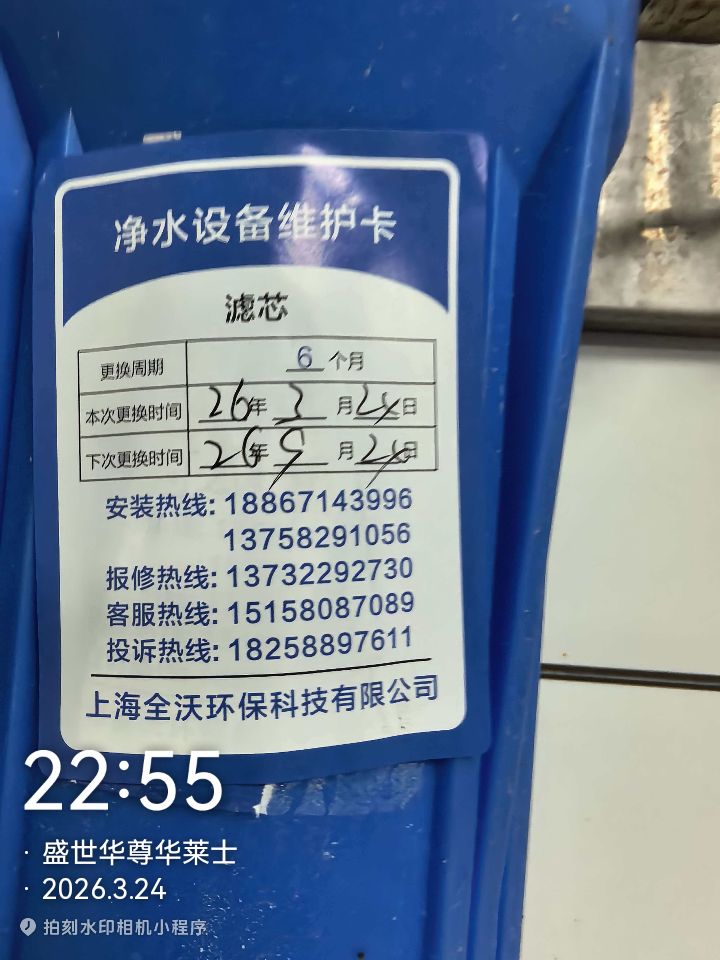 净水设备维护卡
滤芯
更换周期 6 个月
本次更换时间 26年 3 月 24 日
下次更换时间 26年 9 月 24 日
安装热线: 18867143996
13758291056
报修热线: 13732292730
客服热线: 15158087089
投诉热线: 18258897611
上海全沃环保科技有限公司
22:55
· 盛世华尊华莱士
· 2026.3.24
拍刻水印相机小程序